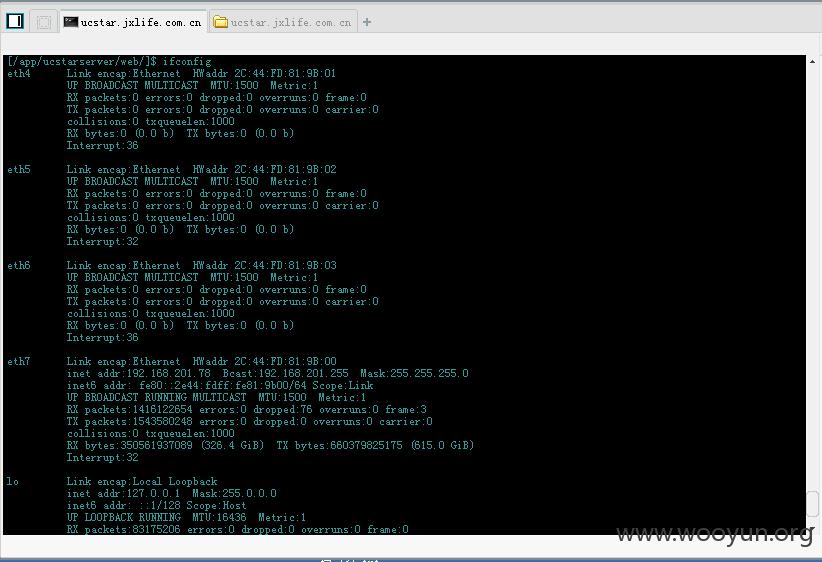 ucstar.jxlife.com.cn ucstar.jxlife.com.cn +
[/app/ucstarserver/web/]$ ifconfig
eth4 Link encap:Ethernet HWaddr 2C:44:FD:81:9B:01
UP BROADCAST MULTICAST MTU:1500 Metric:1
RX packets:0 errors:0 dropped:0 overruns:0 frame:0
TX packets:0 errors:0 dropped:0 overruns:0 carrier:0
collisions:0 txqueuelen:1000
RX bytes:0 (0.0 b) TX bytes:0 (0.0 b)
Interrupt:36
eth5 Link encap:Ethernet HWaddr 2C:44:FD:81:9B:02
UP BROADCAST MULTICAST MTU:1500 Metric:1
RX packets:0 errors:0 dropped:0 overruns:0 frame:0
TX packets:0 errors:0 dropped:0 overruns:0 carrier:0
collisions:0 txqueuelen:1000
RX bytes:0 (0.0 b) TX bytes:0 (0.0 b)
Interrupt:32
eth6 Link encap:Ethernet HWaddr 2C:44:FD:81:9B:03
UP BROADCAST MULTICAST MTU:1500 Metric:1
RX packets:0 errors:0 dropped:0 overruns:0 frame:0
TX packets:0 errors:0 dropped:0 overruns:0 carrier:0
collisions:0 txqueuelen:1000
RX bytes:0 (0.0 b) TX bytes:0 (0.0 b)
Interrupt:36
eth7 Link encap:Ethernet HWaddr 2C:44:FD:81:9B:00
inet addr:192.168.201.78 Bcast:192.168.201.255 Mask:255.255.255.0
inet6 addr: fe80::2e44:fdff:fe81:9b00/64 Scope:Link
UP BROADCAST RUNNING MULTICAST MTU:1500 Metric:1
RX packets:1416122654 errors:0 dropped:76 overruns:0 frame:3
TX packets:1543580248 errors:0 dropped:0 overruns:0 carrier:0
collisions:0 txqueuelen:1000
RX bytes:350561937089 (326.4 GiB) TX bytes:660379825175 (615.0 GiB)
Interrupt:32
lo Link encap:Local Loopback
inet addr:127.0.0.1 Mask:255.0.0.0
inet6 addr: ::1/128 Scope:Host
UP LOOPBACK RUNNING MTU:16436 Metric:1
RX packets:83175206 errors:0 dropped:0 overruns:0 frame:0
www.wooyun.org